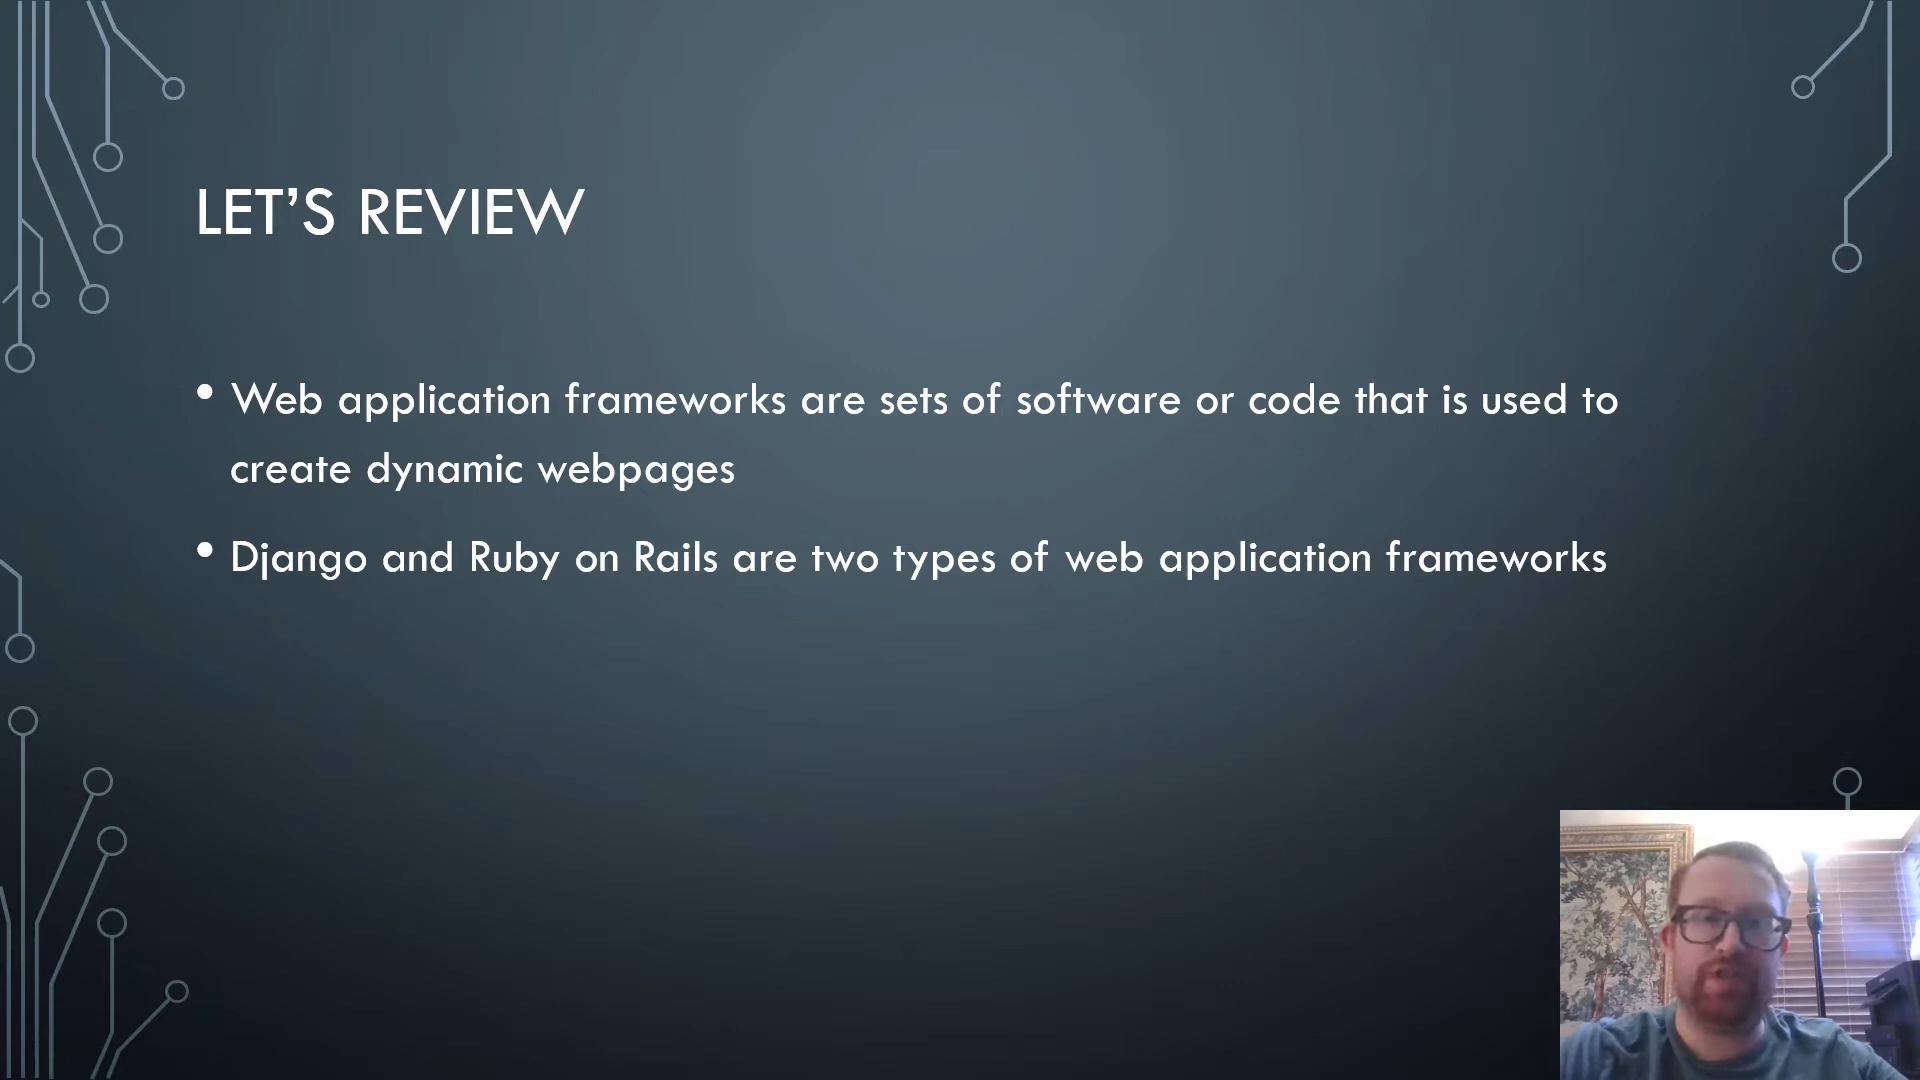 LET’S REVIEW
• Web application frameworks are sets of software or code that is used to
create dynamic webpages
• Django and Ruby on Rails are two types of web application frameworks